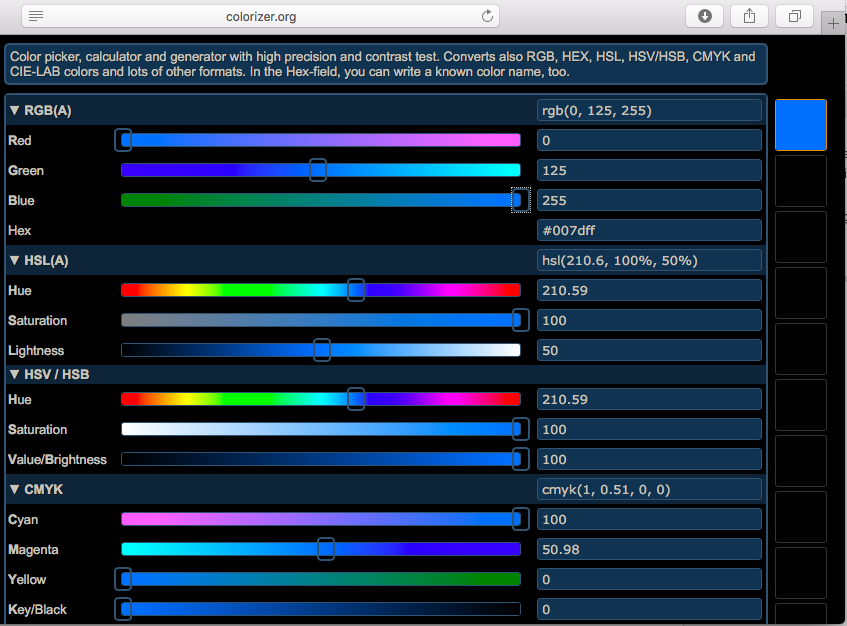 colorizer.org
Color picker, calculator and generator with high precision and contrast test. Converts also RGB, HEX, HSL, HSV/HSB, CMYK and
CIE-LAB colors and lots of other formats. In the Hex-field, you can write a known color name, too.
▼ RGB(A) rgb(0, 125, 255)
Red 0
Green 125
Blue 255
Hex #007dff
▼ HSL(A) hsl(210.6, 100%, 50%)
Hue 210.59
Saturation 100
Lightness 50
▼ HSV / HSB
Hue 210.59
Saturation 100
Value/Brightness 100
▼ CMYK cmyk(1, 0.51, 0, 0)
Cyan 100
Magenta 50.98
Yellow 0
Key/Black 0